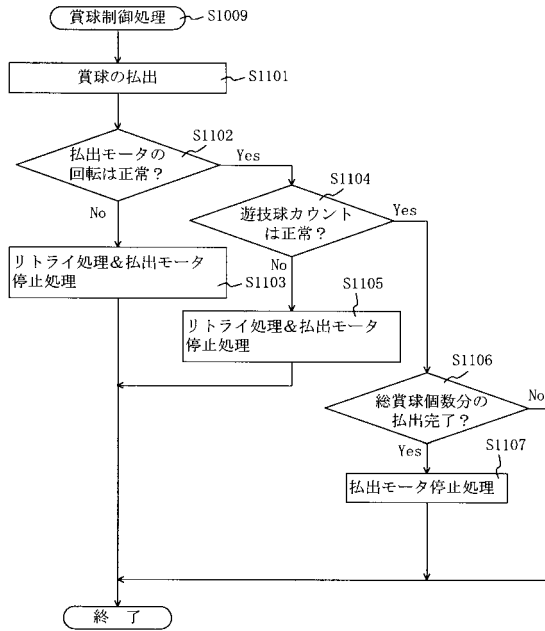 賞球制御処理
S1009
賞球の払出
S1101
払出モータの
回転は正常?
S1102
Yes
No
遊技球カウント
は正常?
S1104
Yes
No
リトライ処理&払出モータ
停止処理
S1103
リトライ処理&払出モータ
停止処理
S1105
総賞球個数分の
払出完了?
S1106
No
Yes
払出モータ停止処理
S1107
終 了